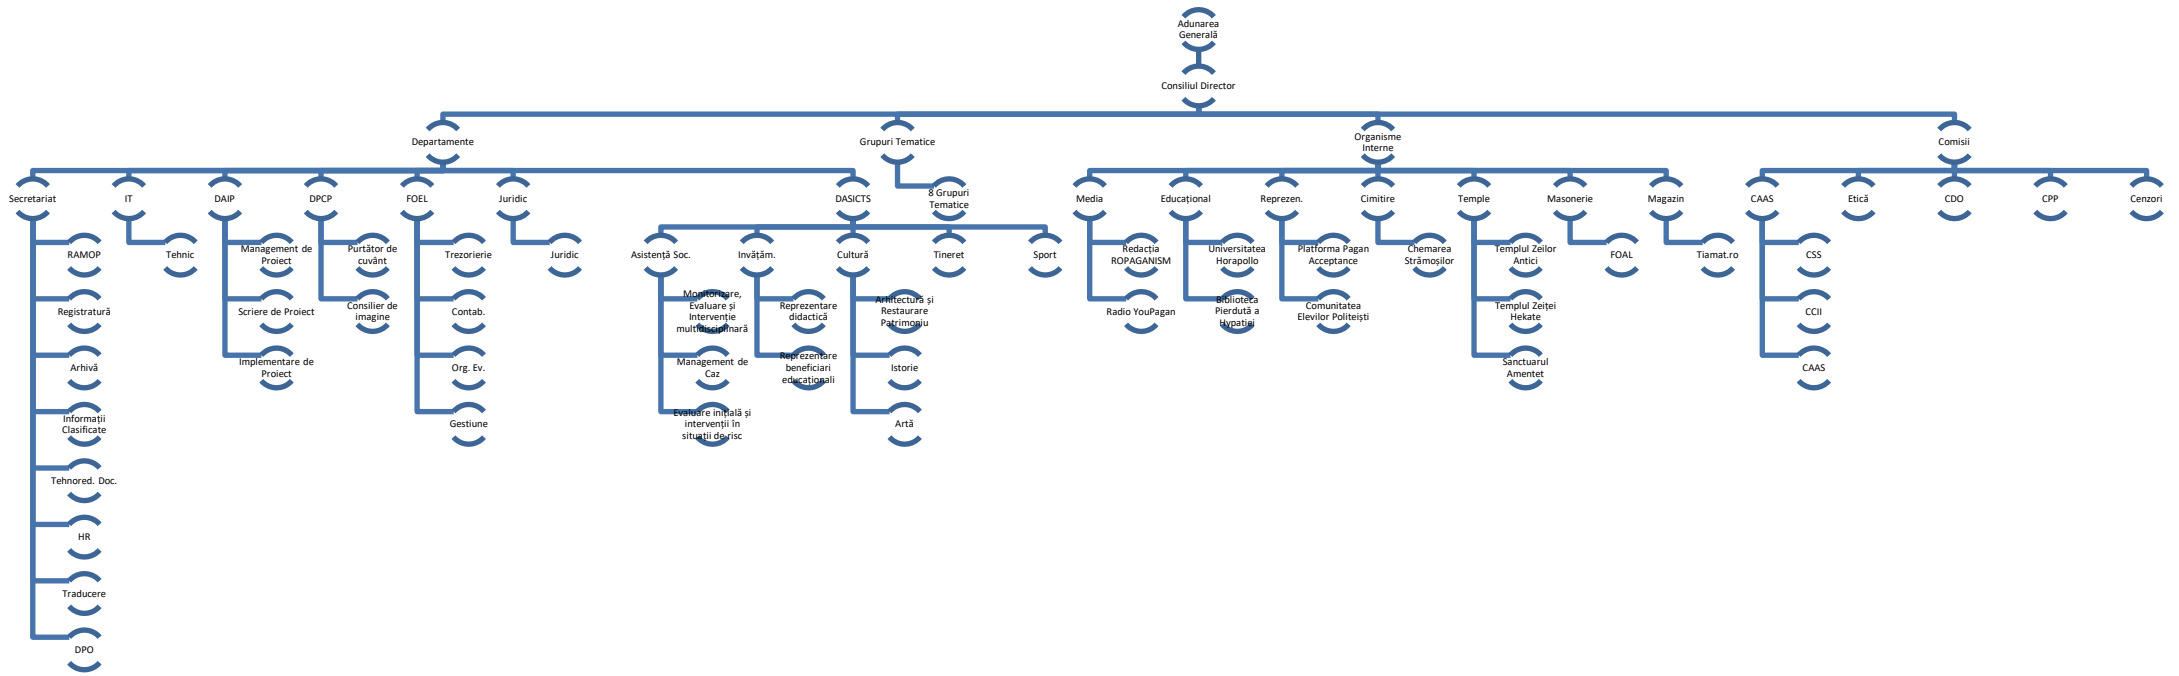 Adunarea
Generală
Consiliul Director
Departamente
Grupuri Tematice
Organisme
Interne
Comisii
Secretariat
IT
DAIP
DPCP
FOEL
Juridic
DASICTS
8 Grupuri
Tematice
Media
Educațional
Reprezen.
Cimitire
Temple
Masonerie
Magazin
CAAS
Etică
CDO
CPP
Cenzori
RAMOP
Registratură
Arhivă
Informații
Clasificate
Tehnored. Doc.
HR
Traducere
DPO
Tehnic
Management de
Proiect
Scriere de Proiect
Implementare de
Proiect
Purtător de
cuvânt
Consilier de
imagine
Trezorierie
Contab.
Org. Ev.
Gestiune
Juridic
Asistență Soc.
Monitorizare,
Evaluare și
Intervenție
multidisciplinară
Management de
Caz
Evaluare inițială și
intervenții în
situații de risc
Învățăm.
Reprezentare
didactică
Reprezentare
beneficiari
educaționali
Cultură
Arhitectură și
Restaurare
Patrimoniu
Istorie
Artă
Tineret
Sport
Redacția
ROPAGANISM
Radio YouPagan
Universitatea
Horapollo
Biblioteca
Pierdută a
Hypatiei
Platforma Pagan
Acceptance
Comunitatea
Elevilor Politeiști
Chemarea
Strămoșilor
Templul Zeilor
Antici
Templul Zeiței
Hekate
Sanctuarul
Amentet
FOAL
Tiamat.ro
CSS
CCII
CAAS